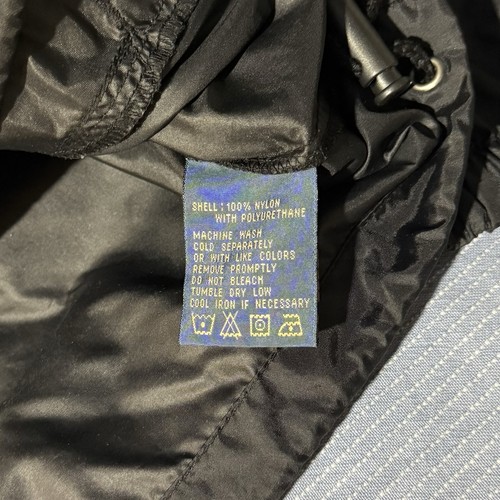 SHELL : 100% NYLON
WITH POLYURETHANE
MACHINE WASH
COLD SEPARATELY
OR WITH LIKE COLORS
REMOVE PROMPTLY
DO NOT BLEACH
TUMBLE DRY LOW
COOL IRON IF NECESSARY